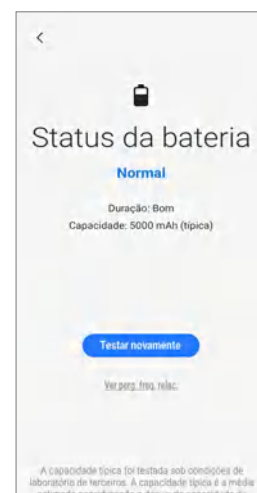 Status da bateria
Normal
Duração: Bom
Capacidade: 5000 mAh (típica)
Testar novamente
Ver perg. freq. relac.
A capacidade típica foi testada sob condições de
laboratório de terceiros. A capacidade típica é a média